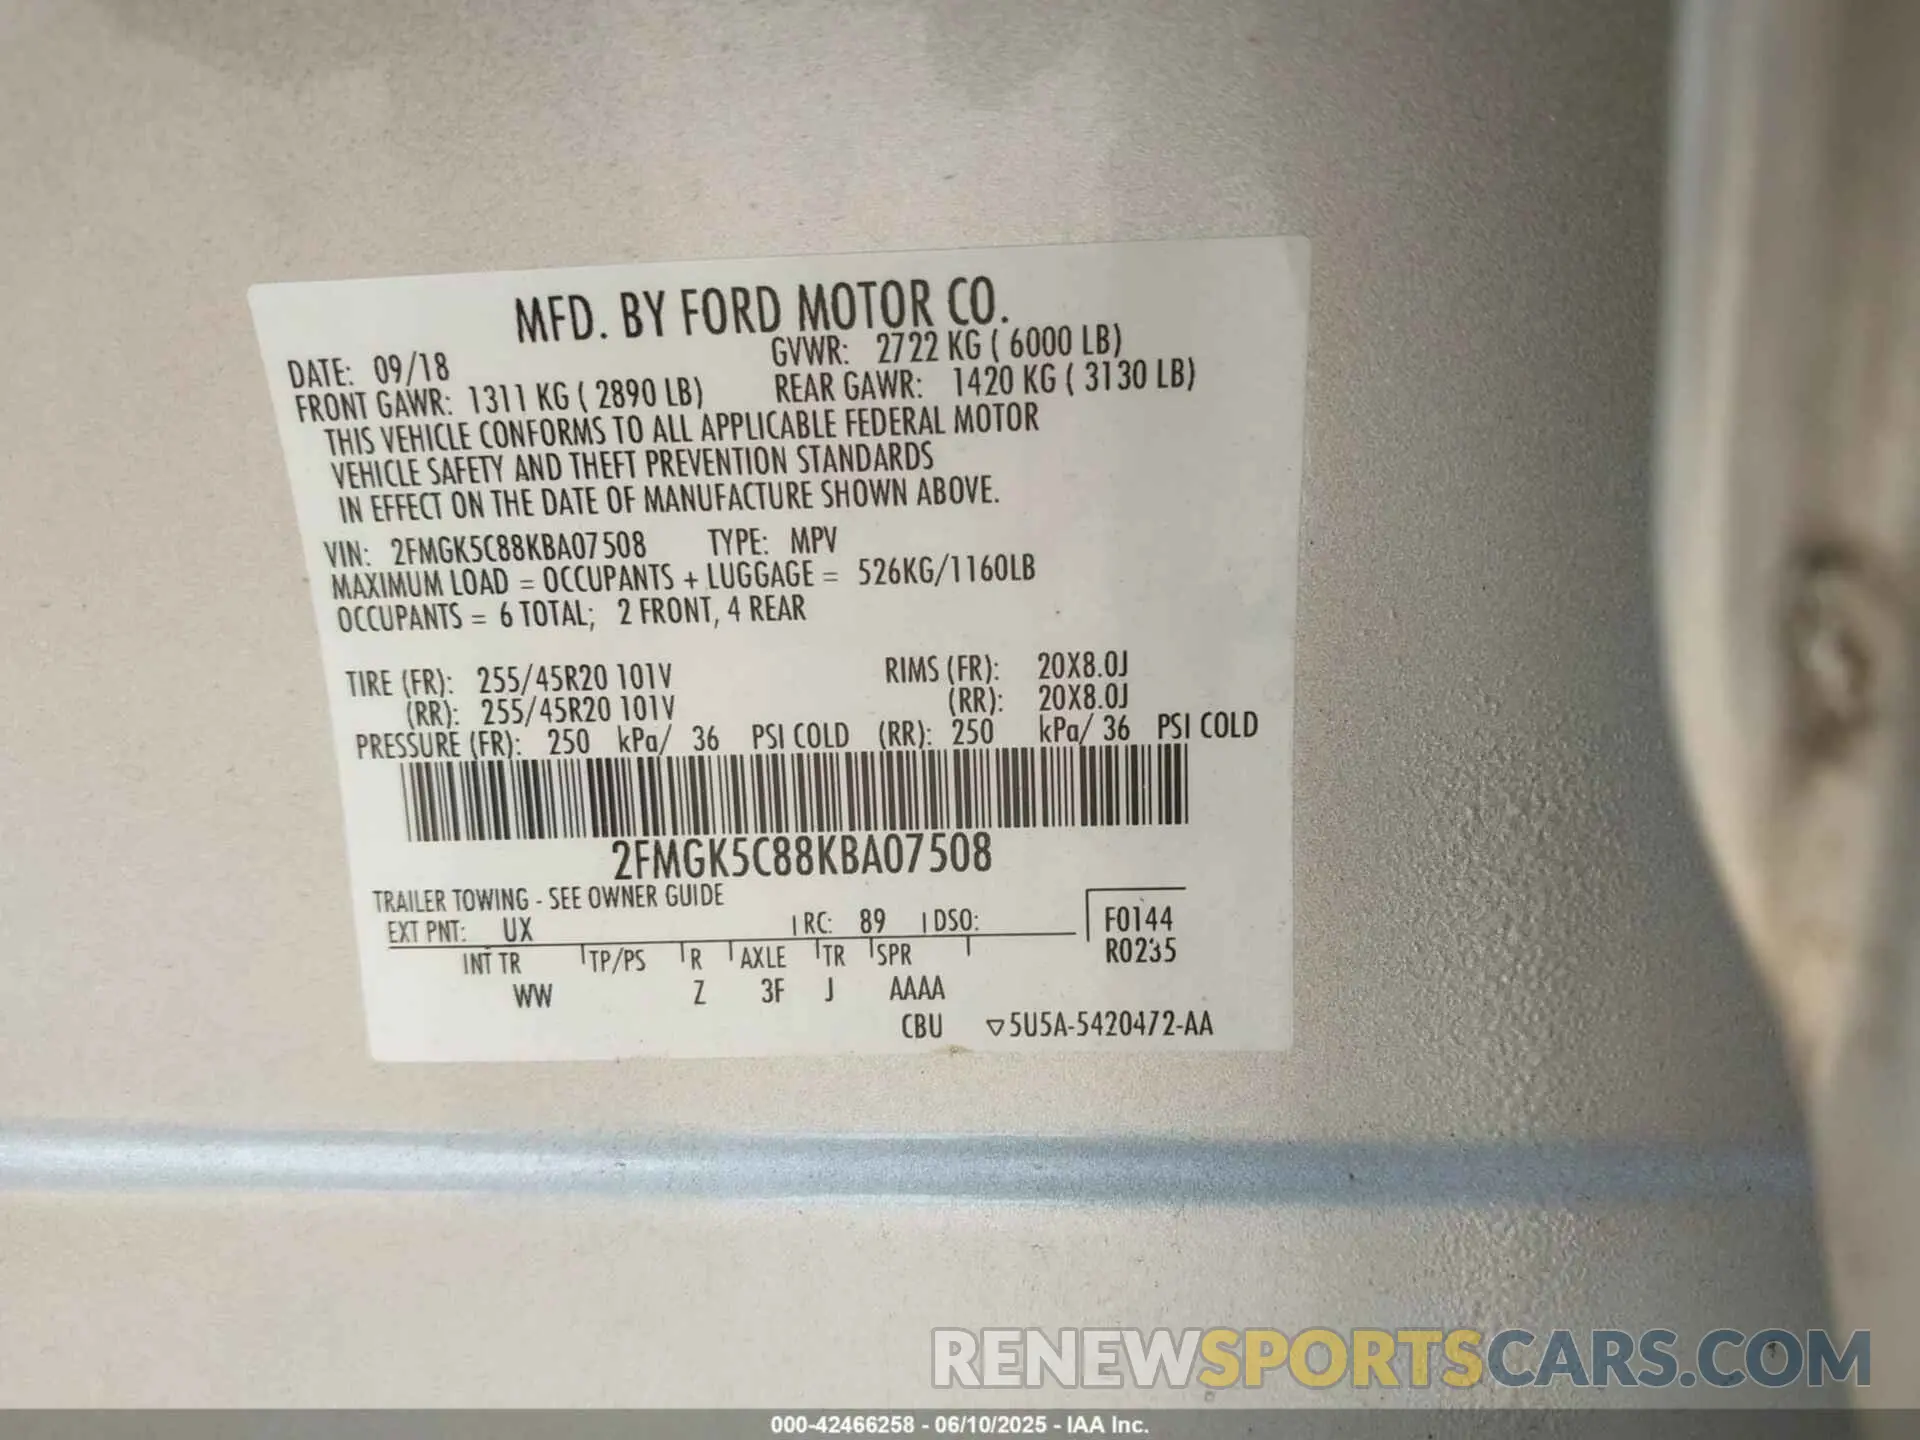 MFD. BY FORD MOTOR CO.
DATE: 09/18 GVWR: 2722 KG ( 6000 LB)
FRONT GAWR: 1311 KG ( 2890 LB) REAR GAWR: 1420 KG ( 3130 LB)
THIS VEHICLE CONFORMS TO ALL APPLICABLE FEDERAL MOTOR
VEHICLE SAFETY AND THEFT PREVENTION STANDARDS
IN EFFECT ON THE DATE OF MANUFACTURE SHOWN ABOVE.
VIN: 2FMGK5C88KBA07508 TYPE: MPV
MAXIMUM LOAD = OCCUPANTS + LUGGAGE = 526KG/1160LB
OCCUPANTS = 6 TOTAL; 2 FRONT, 4 REAR
TIRE (FR): 255/45R20 101V RIMS (FR): 20X8.0J
(RR): 255/45R20 101V (RR): 20X8.0J
PRESSURE (FR): 250 kPa/ 36 PSI COLD (RR): 250 kPa/ 36 PSI COLD
2FMGK5C88KBA07508
TRAILER TOWING - SEE OWNER GUIDE
EXT PNT: UX RC: 89 DSO: F0144
INT TR TP/PS R AXLE TR SPR R0235
WW Z 3F J AAAA
CBU ▽5U5A-5420472-AA
RENEWSPORTSCARS.COM
000-42466258 - 06/10/2025 - IAA Inc.